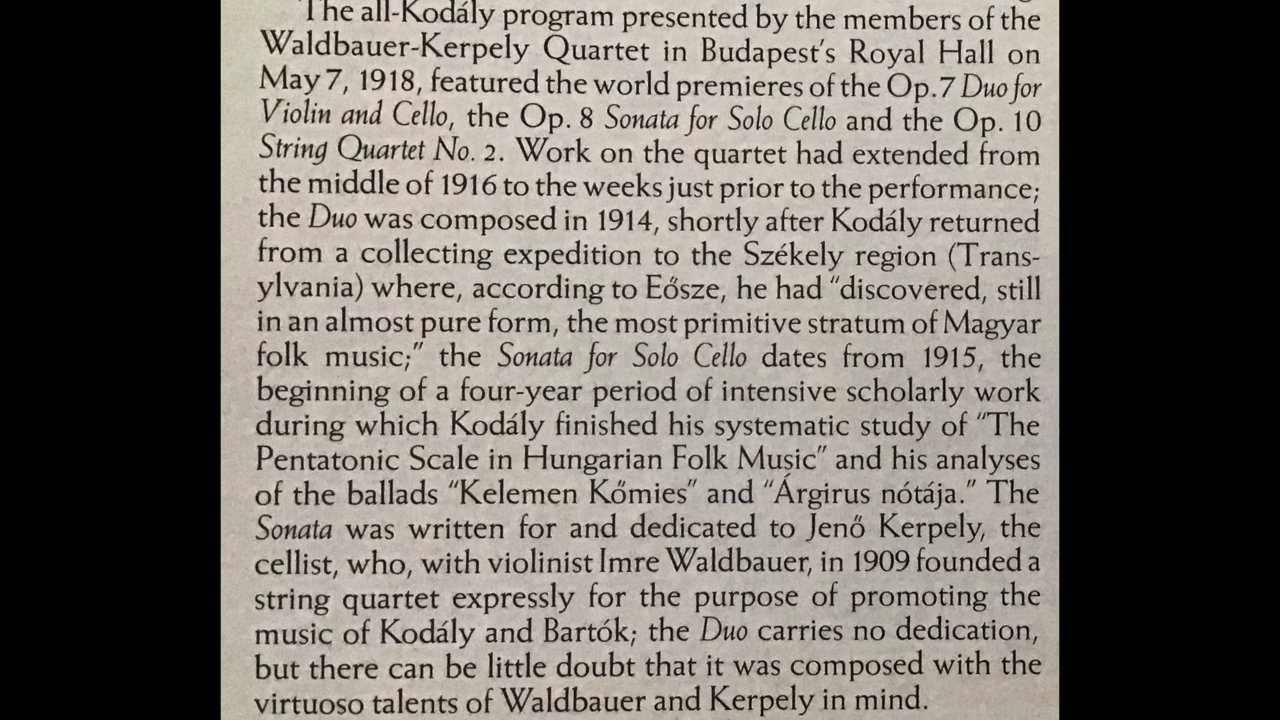 The all-Kodály program presented by the members of the
Waldbauer-Kerpely Quartet in Budapest's Royal Hall on
May 7, 1918, featured the world premieres of the Op.7 Duo for
Violin and Cello, the Op. 8 Sonata for Solo Cello and the Op. 10
String Quartet No. 2. Work on the quartet had extended from
the middle of 1916 to the weeks just prior to the performance;
the Duo was composed in 1914, shortly after Kodály returned
from a collecting expedition to the Székely region (Trans-
ylvania) where, according to Eősze, he had “discovered, still
in an almost pure form, the most primitive stratum of Magyar
folk music;” the Sonata for Solo Cello dates from 1915, the
beginning of a four-year period of intensive scholarly work
during which Kodály finished his systematic study of “The
Pentatonic Scale in Hungarian Folk Music” and his analyses
of the ballads “Kelemen Kőmies” and “Árgirus nótája.” The
Sonata was written for and dedicated to Jenő Kerpely, the
cellist, who, with violinist Imre Waldbauer, in 1909 founded a
string quartet expressly for the purpose of promoting the
music of Kodály and Bartók; the Duo carries no dedication,
but there can be little doubt that it was composed with the
virtuoso talents of Waldbauer and Kerpely in mind.